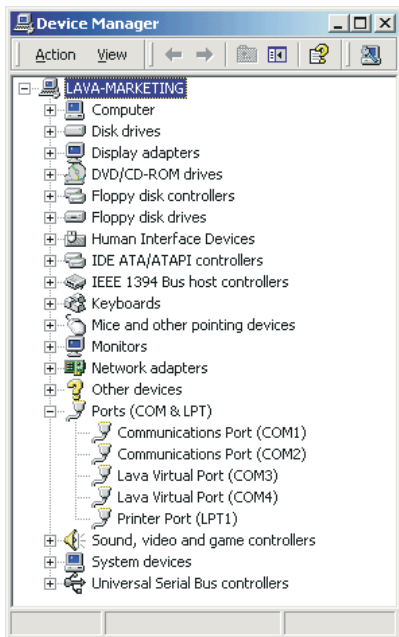 Device Manager
Action View
LAVA-MARKETING
Computer
Disk drives
Display adapters
DVD/CD-ROM drives
Floppy disk controllers
Floppy disk drives
Human Interface Devices
IDE ATA/ATAPI controllers
IEEE 1394 Bus host controllers
Keyboards
Mice and other pointing devices
Monitors
Network adapters
Other devices
Ports (COM & LPT)
Communications Port (COM1)
Communications Port (COM2)
Lava Virtual Port (COM3)
Lava Virtual Port (COM4)
Printer Port (LPT1)
Sound, video and game controllers
System devices
Universal Serial Bus controllers